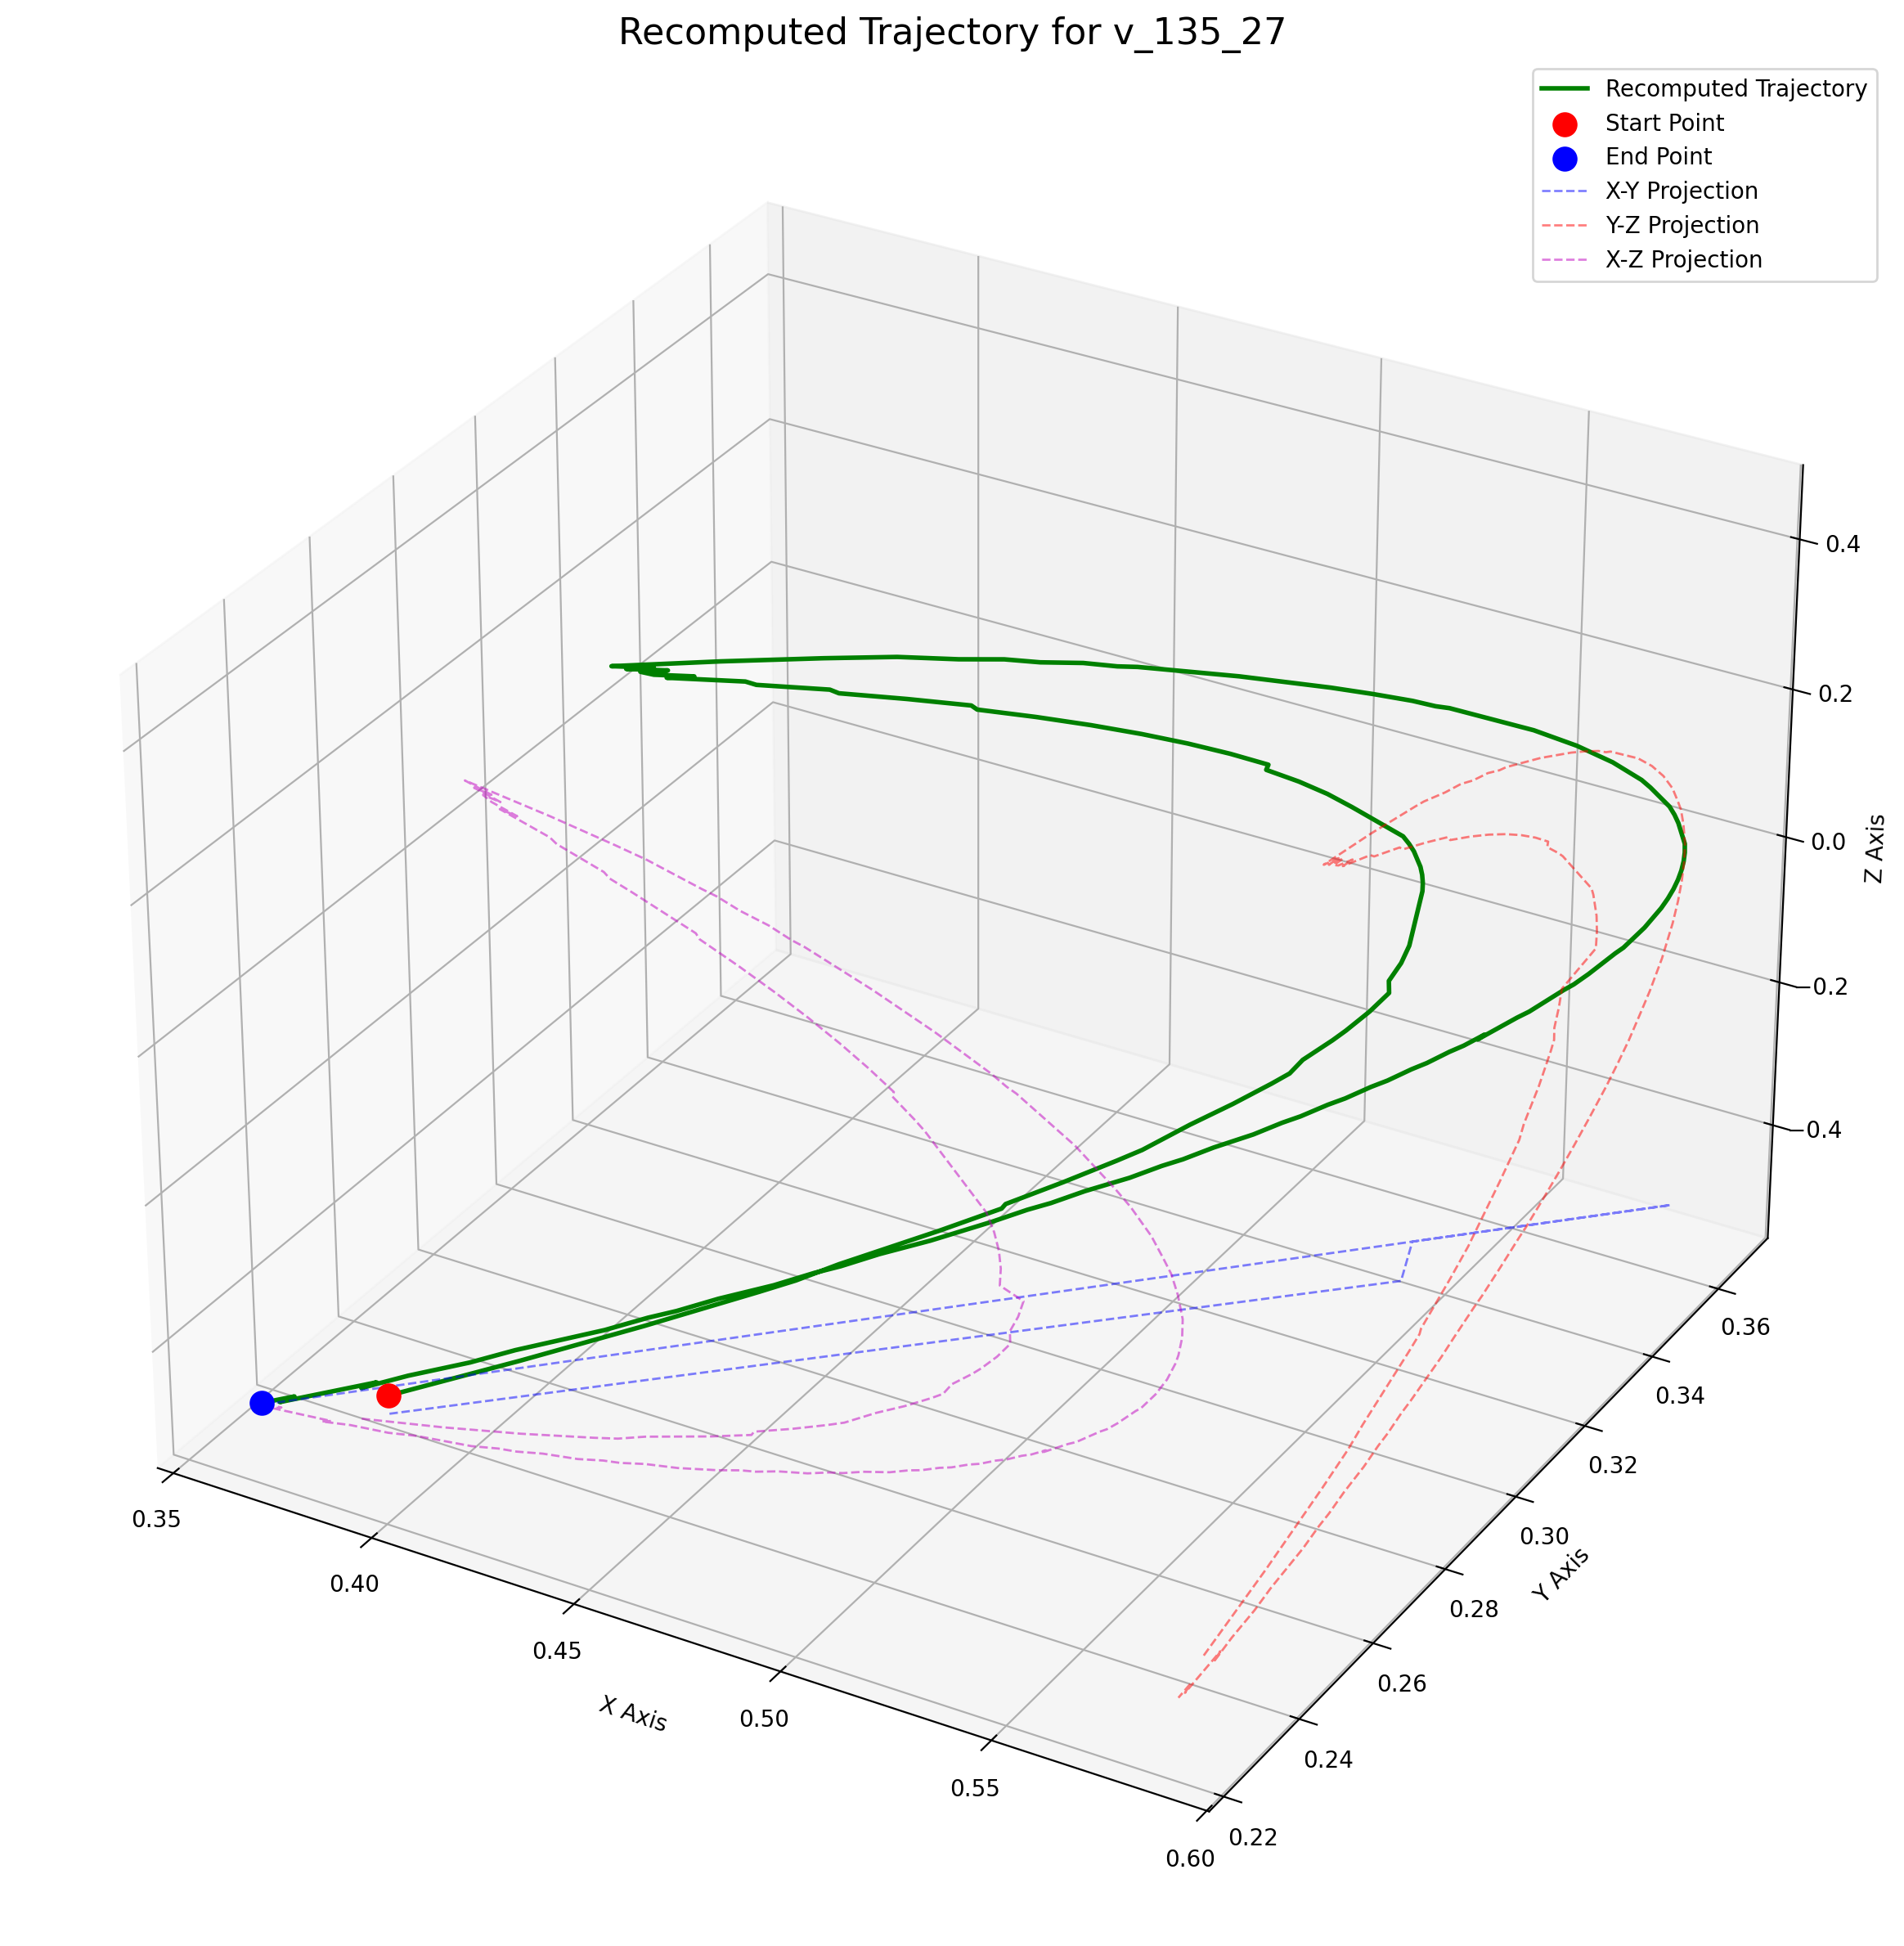 Recomputed Trajectory for v_135_27
Recomputed Trajectory
Start Point
End Point
X-Y Projection
Y-Z Projection
X-Z Projection
0.4
0.2
0.0
−0.2
−0.4
Z Axis
0.36
0.34
0.32
0.30
0.28
0.26
0.24
0.22
Y Axis
0.35
0.40
0.45
0.50
0.55
0.60
X Axis